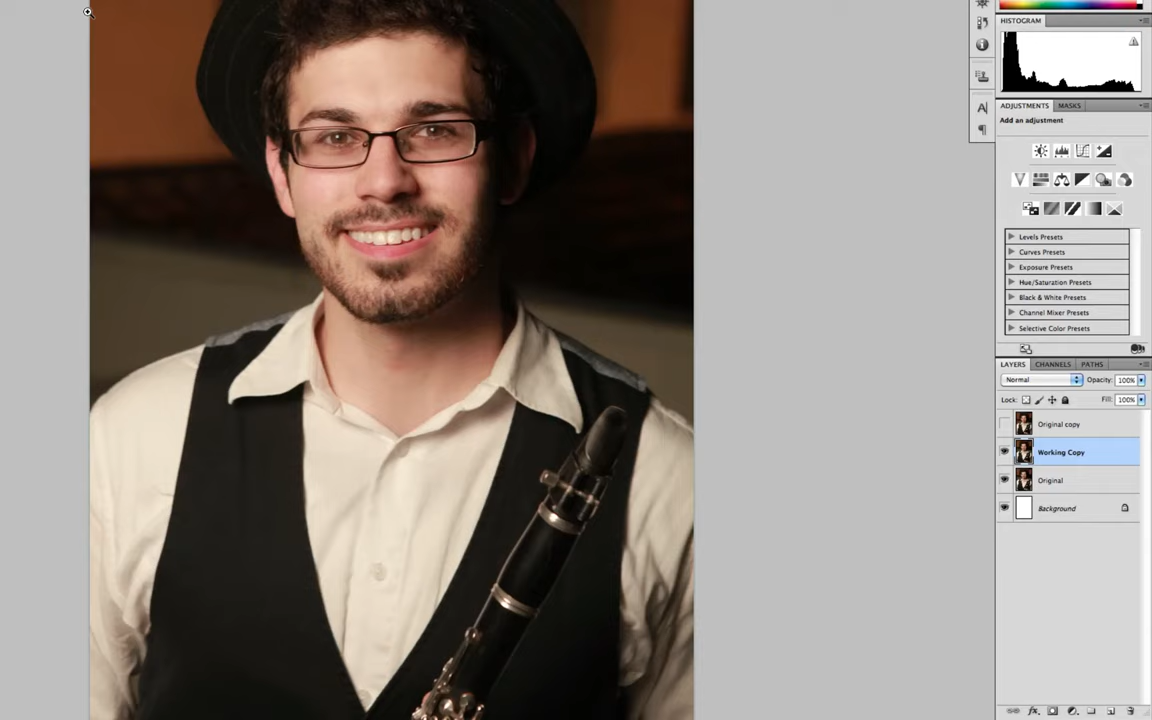 HISTOGRAM
ADJUSTMENTS MASKS
Add an adjustment
Levels Presets
Curves Presets
Exposure Presets
Hue/Saturation Presets
Black & White Presets
Channel Mixer Presets
Selective Color Presets
LAYERS CHANNELS PATHS
Normal Opacity: 100%
Lock: Fill: 100%
Original copy
Working Copy
Original
Background